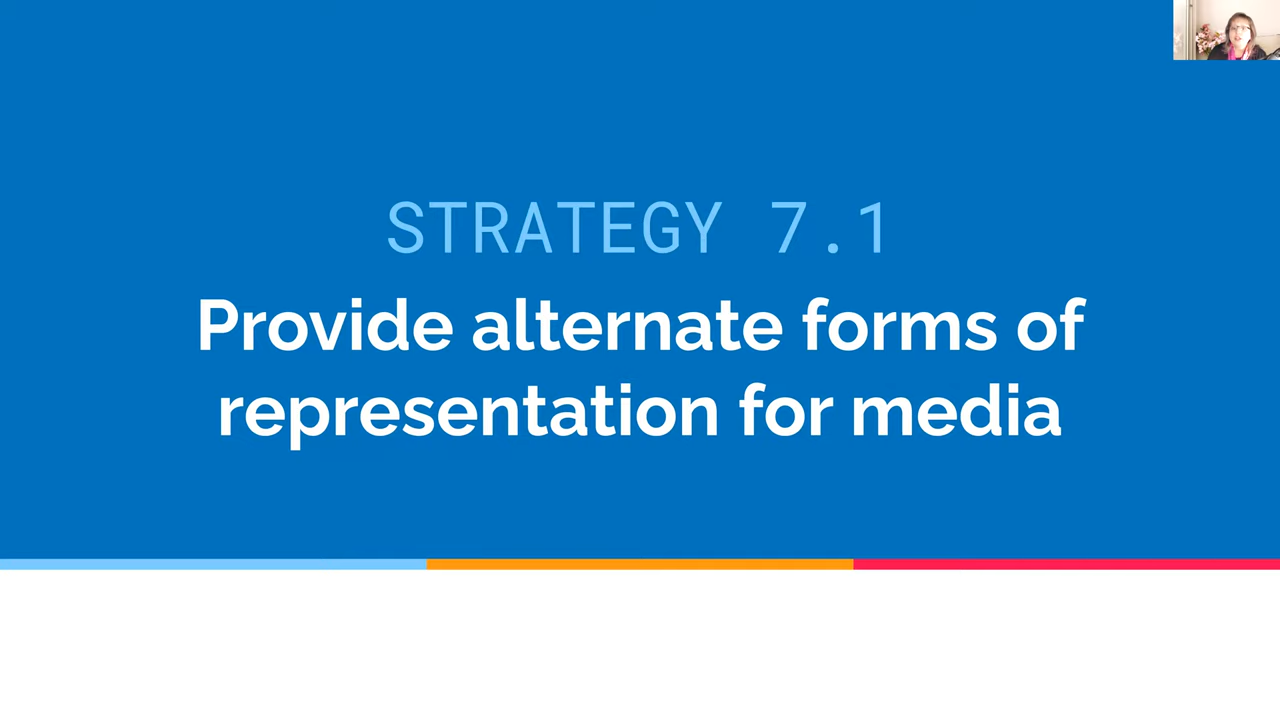 STRATEGY 7.1
Provide alternate forms of
representation for media